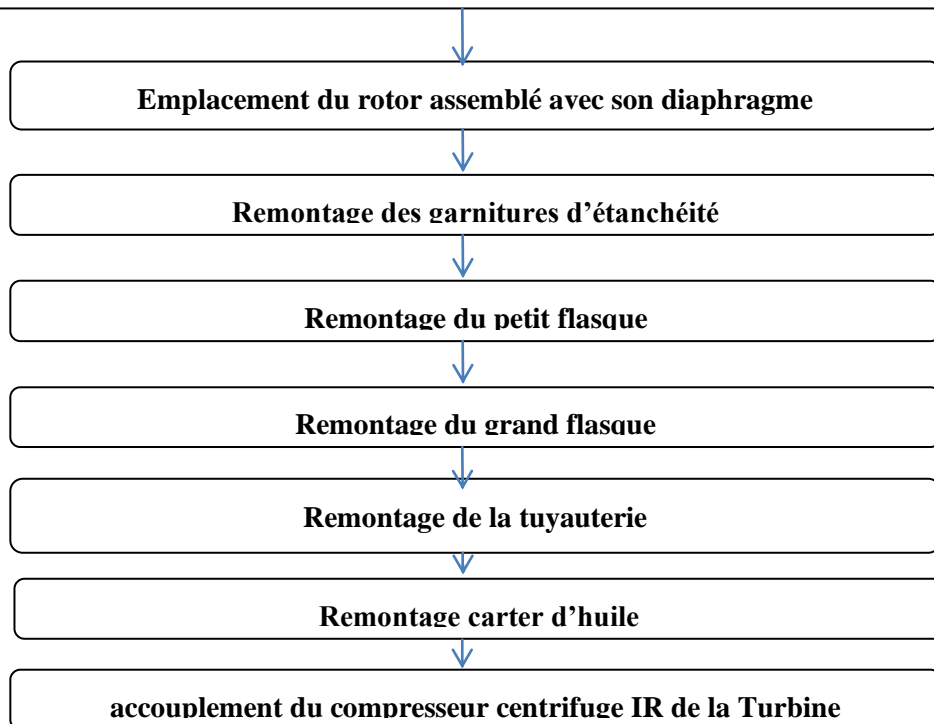 Emplacement du rotor assemblé avec son diaphragme
Remontage des garnitures d’étanchéité
Remontage du petit flasque
Remontage du grand flasque
Remontage de la tuyauterie
Remontage carter d’huile
accouplement du compresseur centrifuge IR de la Turbine